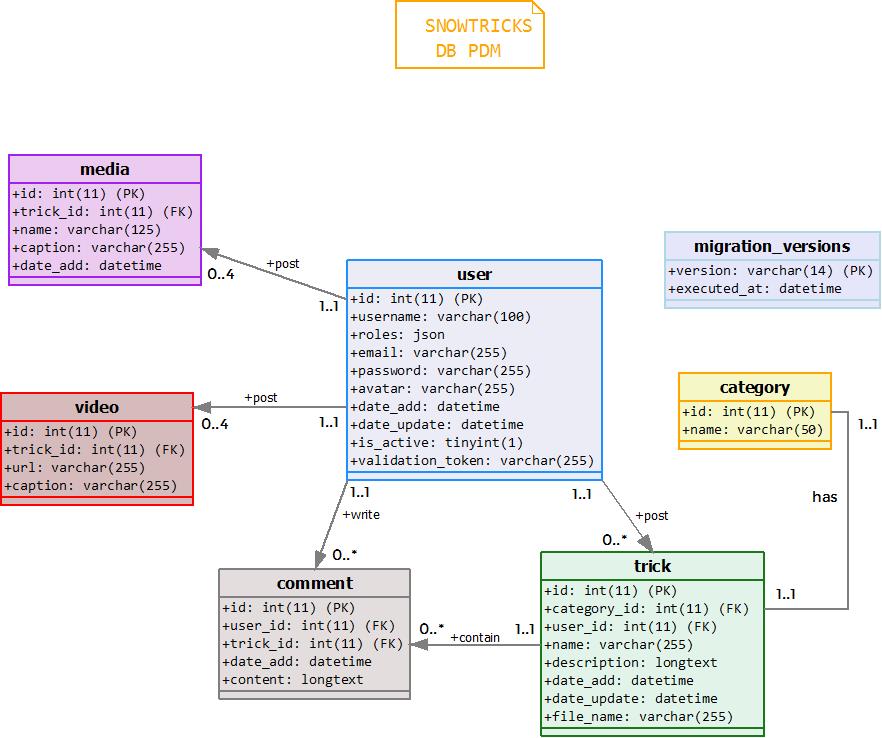 SNOWTRICKS
DB PDM
media
+id: int(11) (PK)
+trick_id: int(11) (FK)
+name: varchar(125)
+caption: varchar(255)
+date_add: datetime
+post
0..4
1..1
user
+id: int(11) (PK)
+username: varchar(100)
+roles: json
+email: varchar(255)
+password: varchar(255)
+avatar: varchar(255)
+date_add: datetime
+date_update: datetime
+is_active: tinyint(1)
+validation_token: varchar(255)
migration_versions
+version: varchar(14) (PK)
+executed_at: datetime
category
+id: int(11) (PK)
+name: varchar(50)
1..1
has
1..1
video
+id: int(11) (PK)
+trick_id: int(11) (FK)
+url: varchar(255)
+caption: varchar(255)
+post
0..4
1..1
1..1
+write
0..*
1..1
+post
0..*
comment
+id: int(11) (PK)
+user_id: int(11) (FK)
+trick_id: int(11) (FK)
+date_add: datetime
+content: longtext
0..*
+contain
1..1
trick
+id: int(11) (PK)
+category_id: int(11) (FK)
+user_id: int(11) (FK)
+name: varchar(255)
+description: longtext
+date_add: datetime
+date_update: datetime
+file_name: varchar(255)